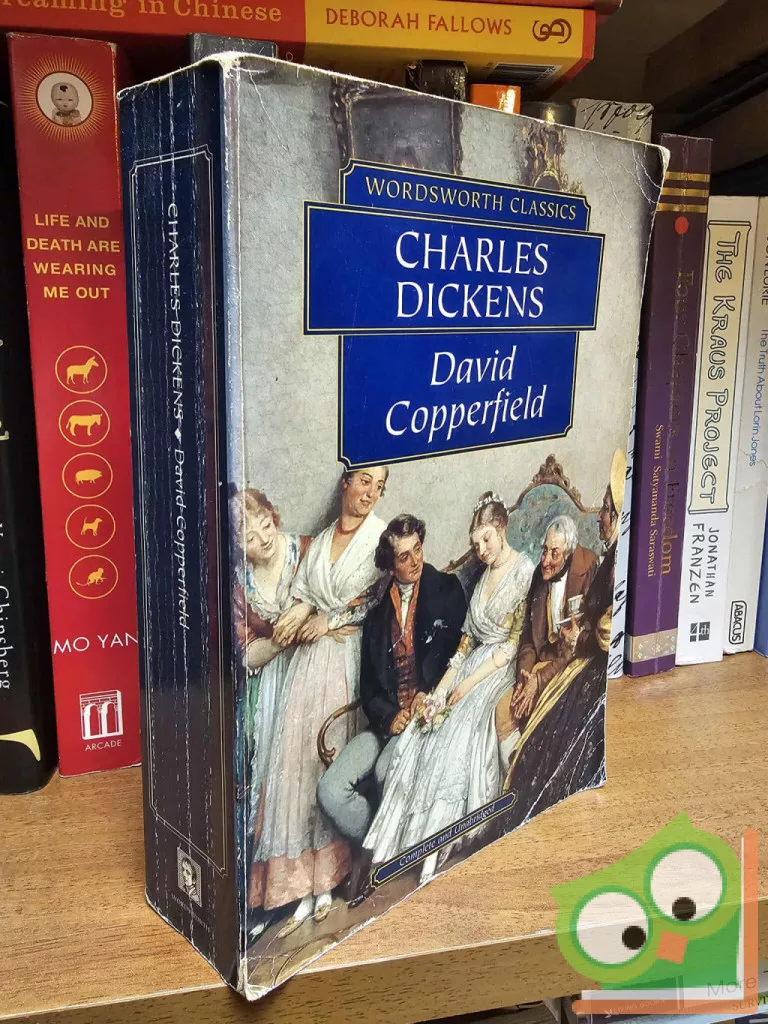 reaming in Chinese
DEBORAH FALLOWS
LIFE AND
DEATH ARE
WEARING
ME OUT
MO YAN
ARCADE
CHARLES DICKENS ◆ David Copperfield
WORDSWORTH CLASSICS
CHARLES
DICKENS
David
Copperfield
Complete and Unabridged
Swami Satyananda Saraswati
THE KRAUS PROJECT
JONATHAN
FRANZEN
The Truth About Lorin Jones
ABACUS
More